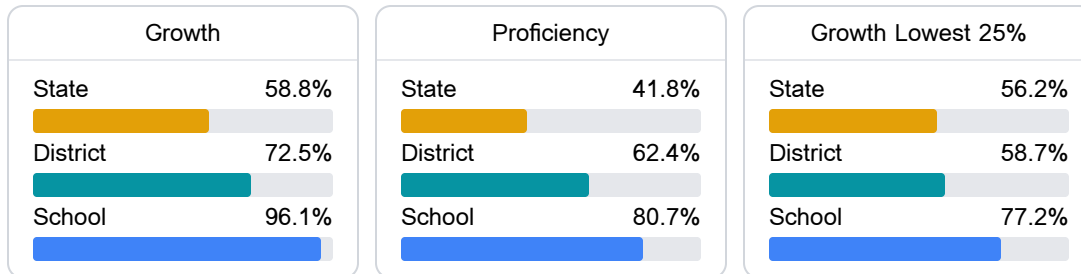 Growth
State 58.8%
District 72.5%
School 96.1%
Proficiency
State 41.8%
District 62.4%
School 80.7%
Growth Lowest 25%
State 56.2%
District 58.7%
School 77.2%